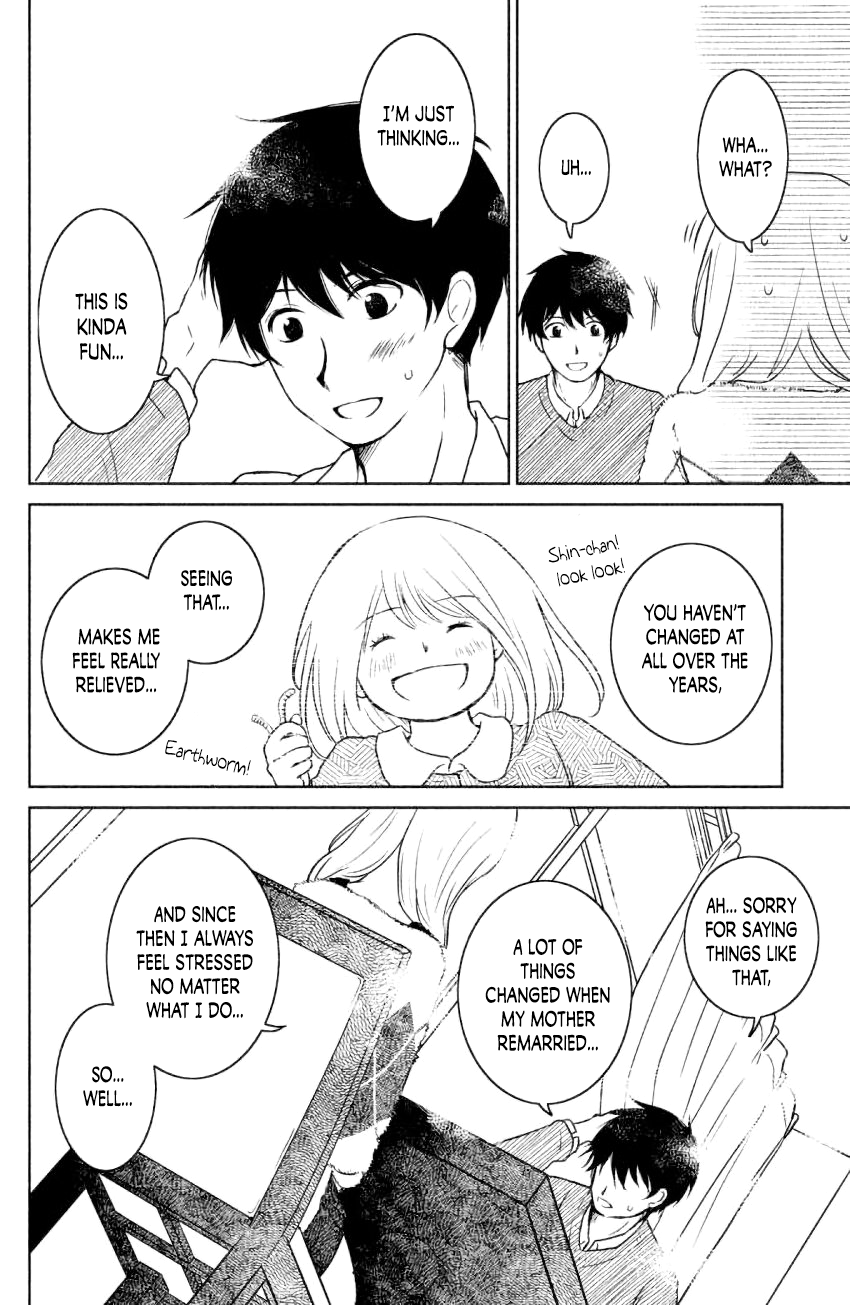 WHA...
WHAT?
UH...
I'M JUST
THINKING...
THIS IS
KINDA
FUN...
YOU HAVEN'T
CHANGED AT
ALL OVER THE
YEARS,
Shin-chan!
look look!
Earthworm!
SEEING
THAT...
MAKES ME
FEEL REALLY
RELIEVED...
AH... SORRY
FOR SAYING
THINGS LIKE
THAT,
A LOT OF
THINGS
CHANGED WHEN
MY MOTHER
REMARRIED...
AND SINCE
THEN I ALWAYS
FEEL STRESSED
NO MATTER
WHAT I DO...
SO...
WELL...